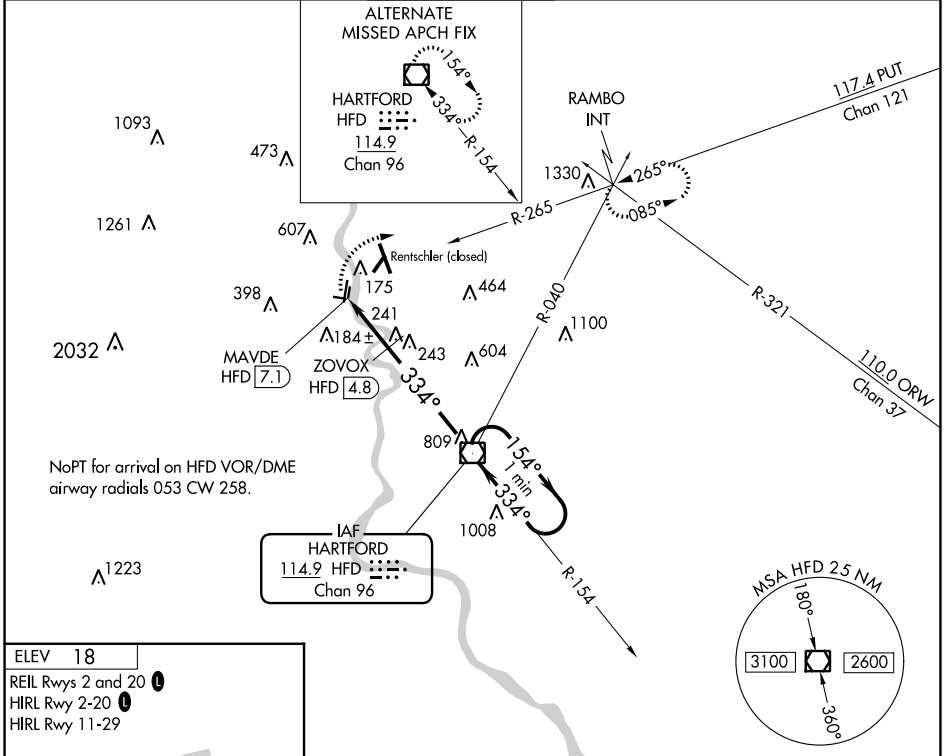 ALTERNATE
MISSED APCH FIX
154°
HARTFORD
HFD
334°
R-154
114.9
Chan 96
RAMBO
INT
117.4 PUT
Chan 121
1093
473
1330
265°
085°
R-265
1261
607
Rentschler (closed)
175
464
R-040
R-321
398
241
184 ±
243
1100
2032
MAVDE
HFD 7.1
ZOVOX
HFD 4.8
604
110.0 ORW
Chan 37
334°
809
154°
1 min
334°
NoPT for arrival on HFD VOR/DME
airway radials 053 CW 258.
1008
IAF
HARTFORD
114.9 HFD
Chan 96
R-154
1223
MSA HFD 25 NM
180°
3100
2600
360°
ELEV 18
REIL Rwys 2 and 20 L
HIRL Rwy 2-20 L
HIRL Rwy 11-29